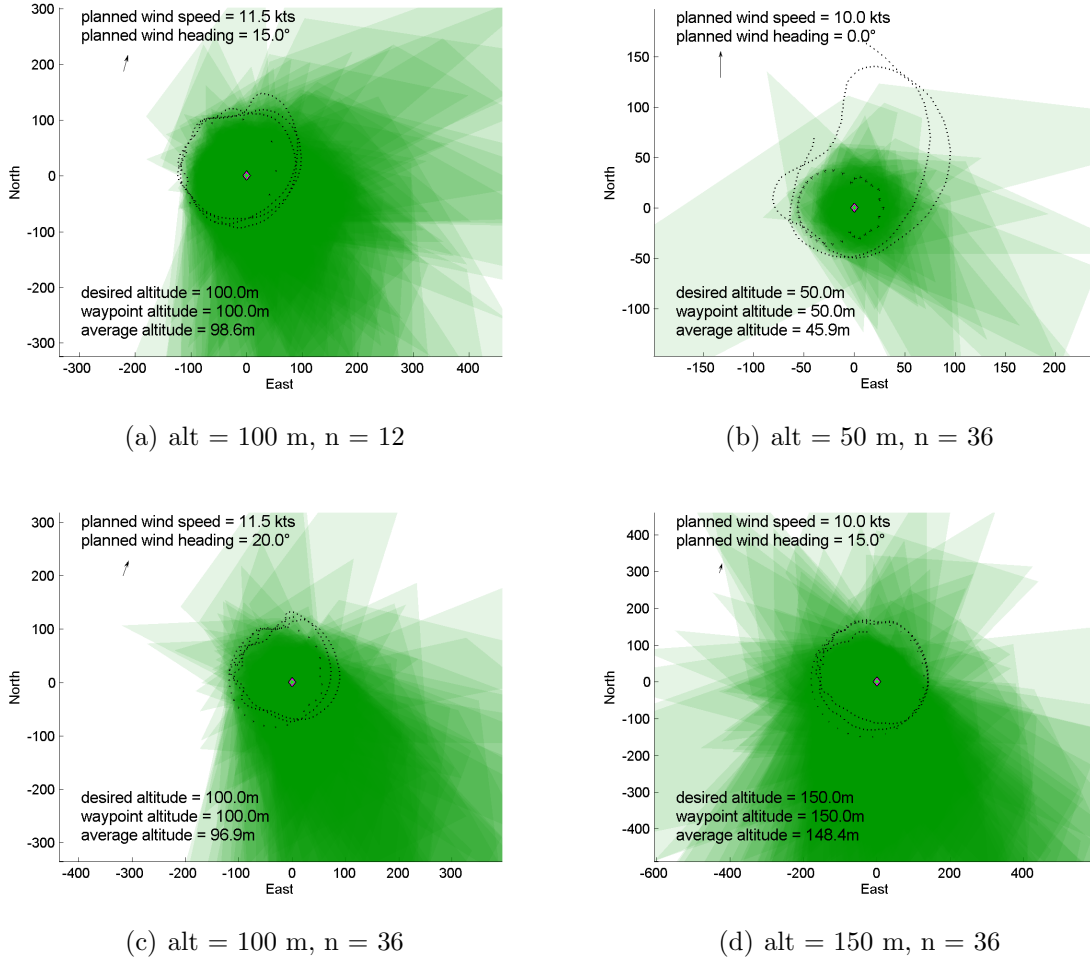 planned wind speed = 11.5 kts
planned wind heading = 15.0°
300
200
100
0
-100
-200
-300
North
desired altitude = 100.0m
waypoint altitude = 100.0m
average altitude = 98.6m
-300 -200 -100 0 100 200 300 400
East
(a) alt = 100 m, n = 12
planned wind speed = 10.0 kts
planned wind heading = 0.0°
150
100
50
0
-50
-100
North
desired altitude = 50.0m
waypoint altitude = 50.0m
average altitude = 45.9m
-150 -100 -50 0 50 100 150 200
East
(b) alt = 50 m, n = 36
planned wind speed = 11.5 kts
planned wind heading = 20.0°
300
200
100
0
-100
-200
-300
North
desired altitude = 100.0m
waypoint altitude = 100.0m
average altitude = 96.9m
-400 -300 -200 -100 0 100 200 300
East
(c) alt = 100 m, n = 36
planned wind speed = 10.0 kts
planned wind heading = 15.0°
400
300
200
100
0
-100
-200
-300
-400
North
desired altitude = 150.0m
waypoint altitude = 150.0m
average altitude = 148.4m
-600 -400 -200 0 200 400
East
(d) alt = 150 m, n = 36